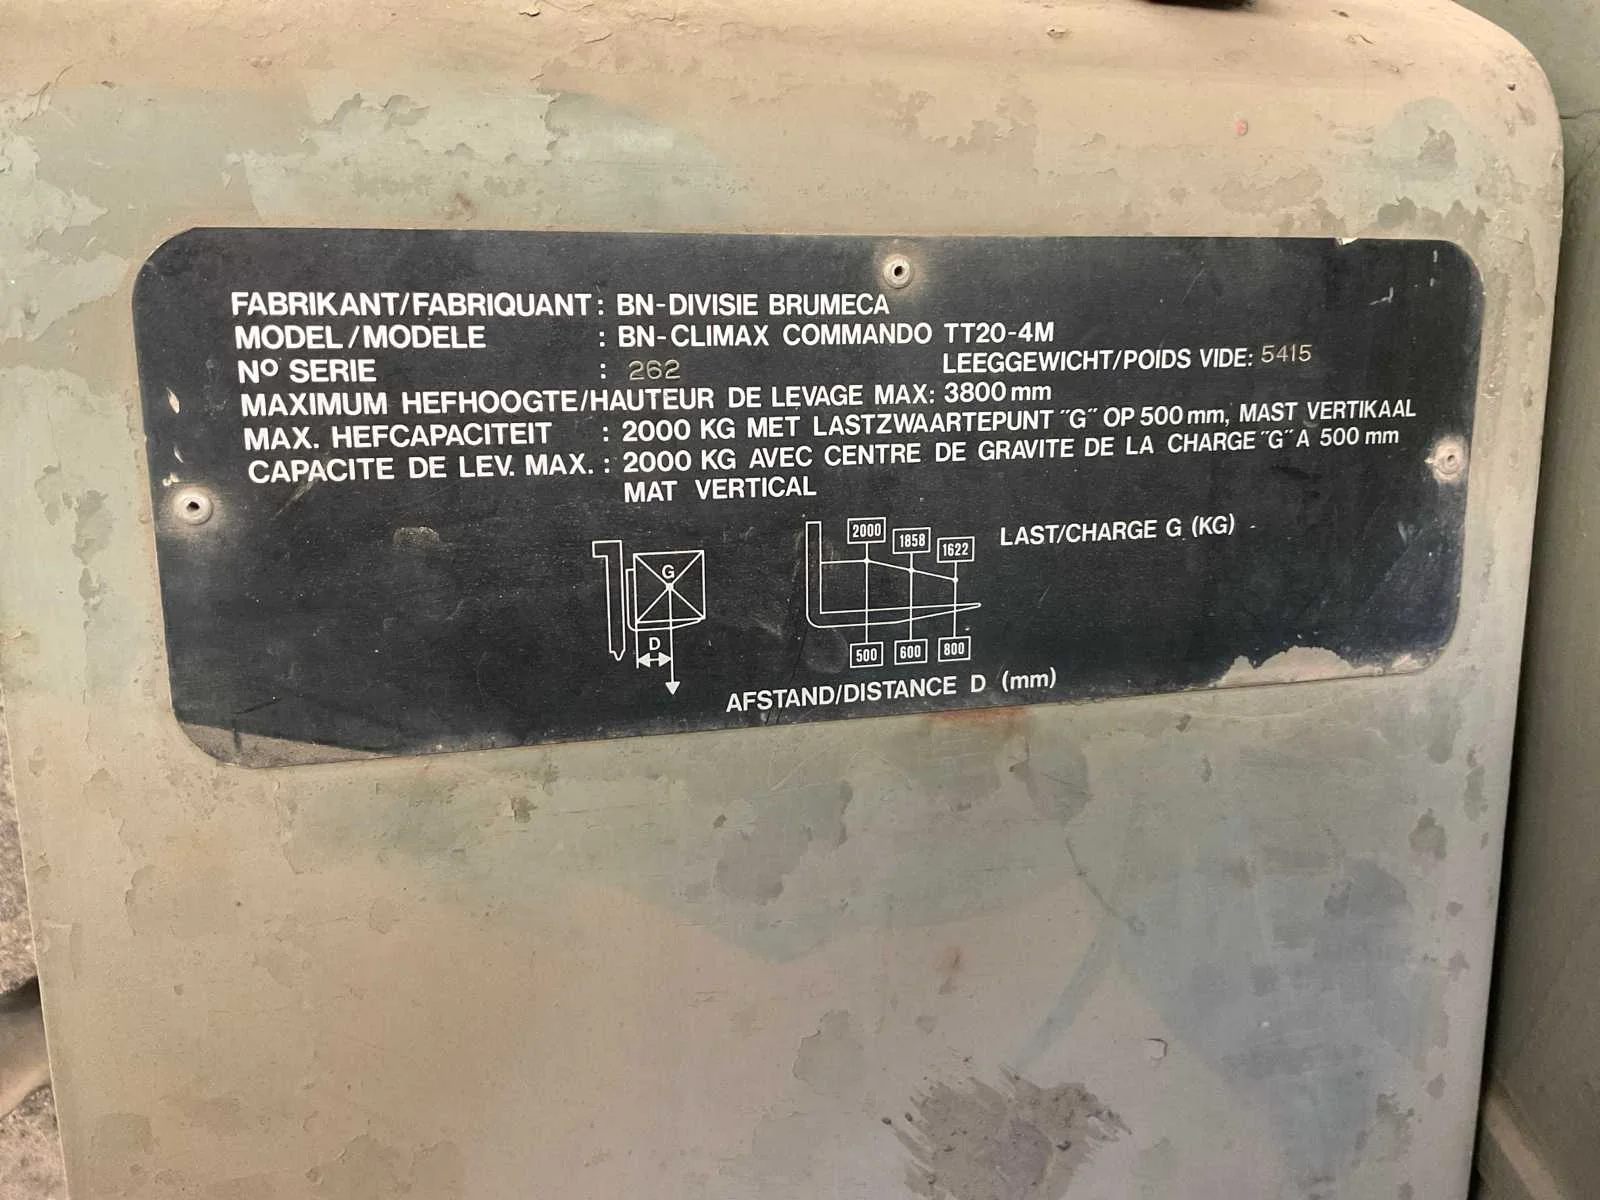 FABRIKANT/FABRIQUANT: BN-DIVISIE BRUMECA
MODEL/MODELE : BN-CLIMAX COMMANDO TT20-4M
Nº SERIE : 262 LEEGGEWICHT/POIDS VIDE: 5415
MAXIMUM HEFHOOGTE/HAUTEUR DE LEVAGE MAX: 3800 mm
MAX. HEFCAPACITEIT : 2000 KG MET LASTZWAARTEPUNT "G" OP 500 mm, MAST VERTIKAAL
CAPACITE DE LEV. MAX. : 2000 KG AVEC CENTRE DE GRAVITE DE LA CHARGE "G" A 500 mm
MAT VERTICAL
2000 1858 1622 LAST/CHARGE G (KG)
G
D
500 600 800
AFSTAND/DISTANCE D (mm)